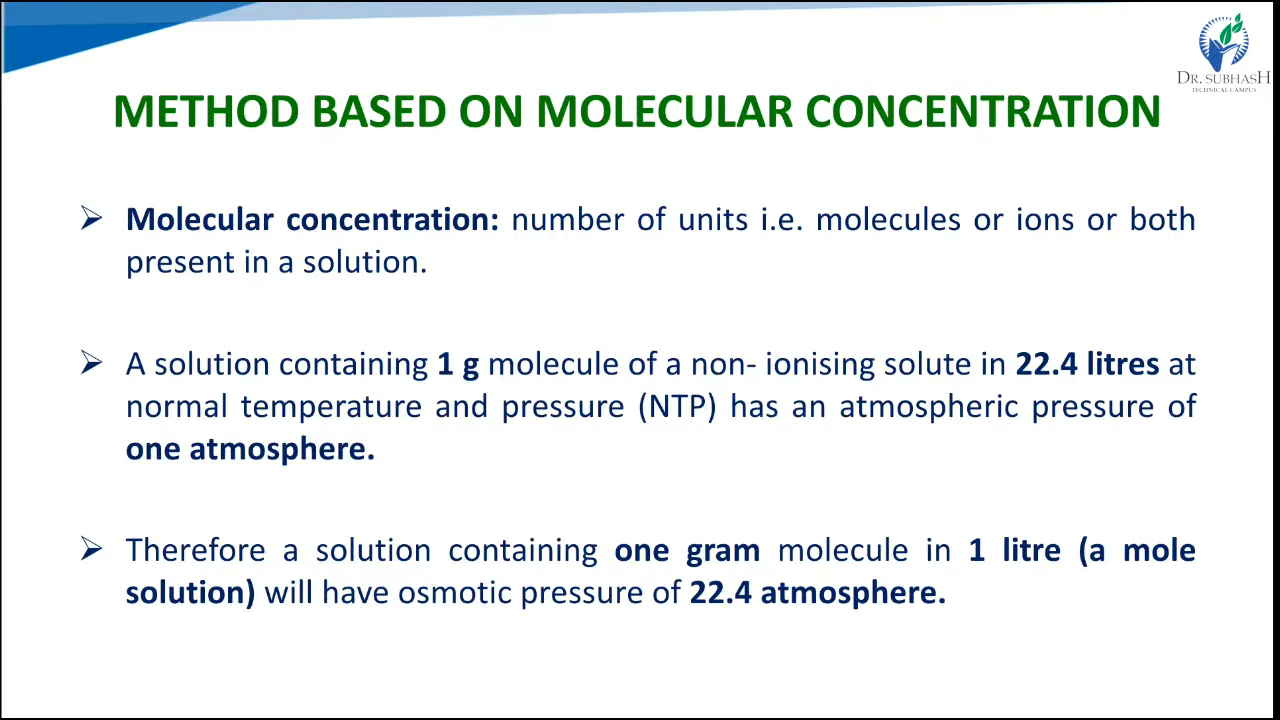 DR. SUBHASH
TECHNICAL CAMPUS
METHOD BASED ON MOLECULAR CONCENTRATION
➢ Molecular concentration: number of units i.e. molecules or ions or both
present in a solution.
➢ A solution containing 1 g molecule of a non- ionising solute in 22.4 litres at
normal temperature and pressure (NTP) has an atmospheric pressure of
one atmosphere.
➢ Therefore a solution containing one gram molecule in 1 litre (a mole
solution) will have osmotic pressure of 22.4 atmosphere.